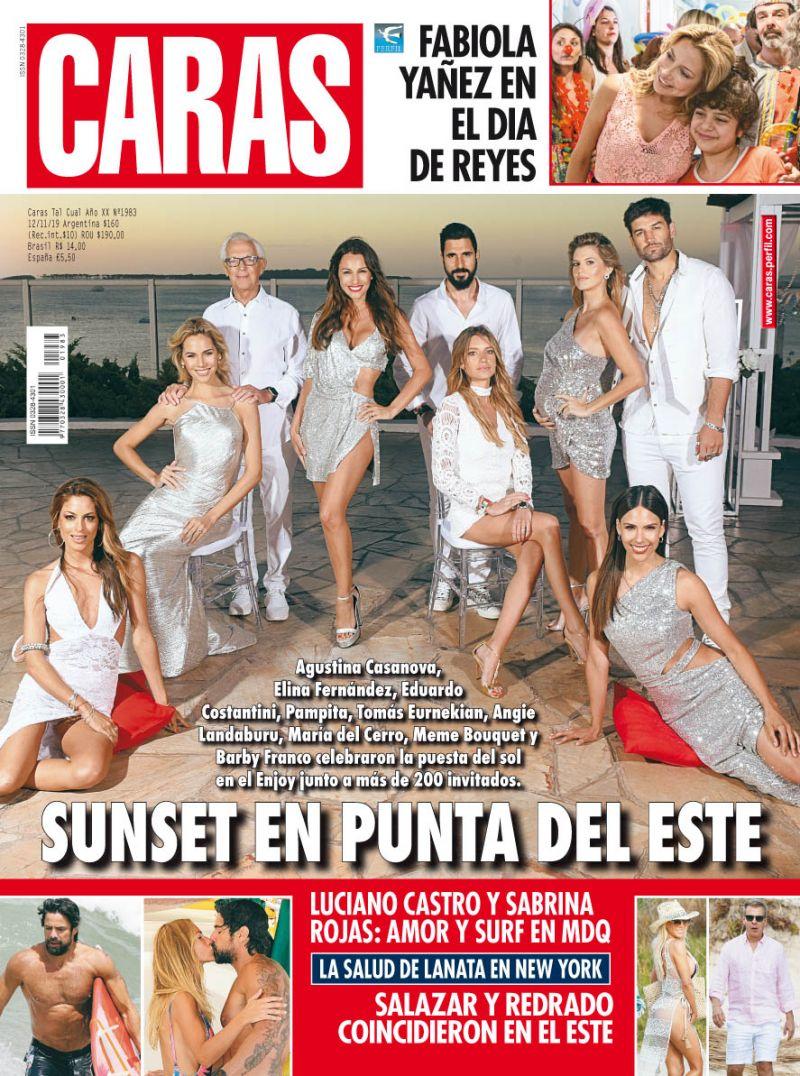 ISSN 0328-4301
CARAS
PERFIL
FABIOLA
YAÑEZ EN
EL DIA
DE REYES
Caras Tal Cual Año XX Nº1983
12/11/19 Argentina $160
(Rec.int.$10) ROU $190,00
Brasil R$ 14,00
España €5,50
www.caras.perfil.com
ISSN 0328-4301
9 770328 430001
01983
Agustina Casanova,
Elina Fernández, Eduardo
Costantini, Pampita, Tomás Eurnekian, Angie
Landaburu, María del Cerro, Meme Bouquet y
Barby Franco celebraron la puesta del sol
en el Enjoy junto a más de 200 invitados.
SUNSET EN PUNTA DEL ESTE
LUCIANO CASTRO Y SABRINA
ROJAS: AMOR Y SURF EN MDQ
LA SALUD DE LANATA EN NEW YORK
SALAZAR Y REDRADO
COINCIDIERON EN EL ESTE